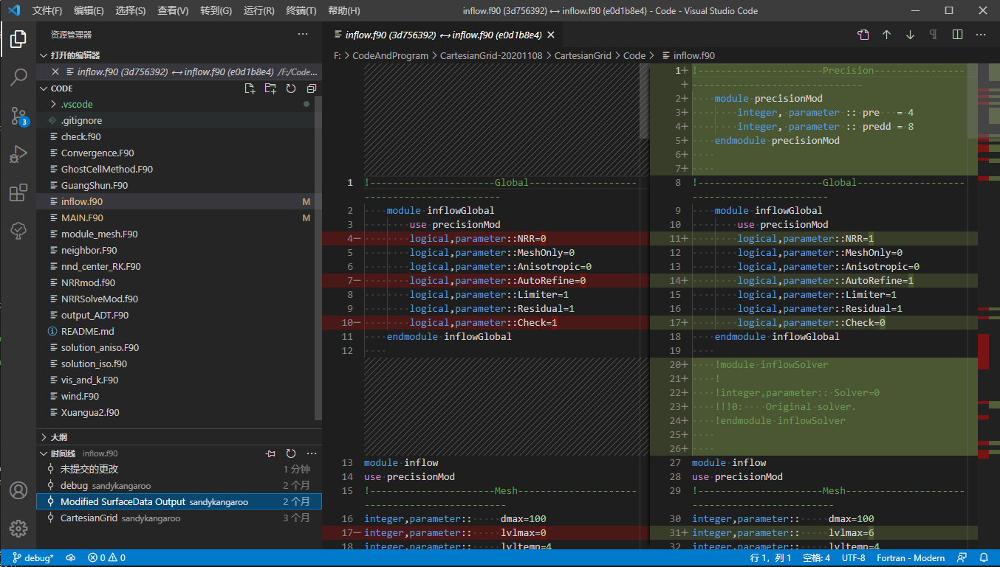 文件(F) 编辑(E) 选择(S) 查看(V) 转到(G) 运行(R) 终端(T) 帮助(H) inflow.f90 (3d756392) ↔ inflow.f90 (e0d1b8e4) - Code - Visual Studio Code
资源管理器
打开的编辑器
inflow.f90 (3d756392) ↔ inflow.f90 (e0d1b8e4) /F:/Code...
CODE
.vscode
.gitignore
check.f90
Convergence.F90
GhostCellMethod.F90
GuangShun.F90
inflow.f90 M
MAIN.F90 M
module_mesh.F90
neighbor.F90
nnd_center_RK.F90
NRRmod.f90
NRRSolveMod.f90
output_ADT.F90
README.md
solution_aniso.F90
solution_iso.f90
vis_and_k.F90
wind.F90
Xuangua2.f90
大纲
时间线 inflow.f90
未提交的更改 1 分钟
debug sandykangaroo 2 个月
Modified SurfaceData Output sandykangaroo 2 个月
CartesianGrid sandykangaroo 3 个月
3
inflow.f90 (3d756392) ↔ inflow.f90 (e0d1b8e4)
F: > CodeAndProgram > CartesianGrid-20201108 > CartesianGrid > Code > inflow.f90
1 !----------------------Global-------------------
------------------------
2 module inflowGlobal
3 use precisionMod
4− logical,parameter::NRR=0
5 logical,parameter::MeshOnly=0
6 logical,parameter::Anisotropic=0
7− logical,parameter::AutoRefine=0
8 logical,parameter::Limiter=1
9 logical,parameter::Residual=1
10− logical,parameter::Check=1
11 endmodule inflowGlobal
12
13 module inflow
14 use precisionMod
15 !----------------------Mesh---------------------
-------------------------
16 integer,parameter:: dmax=100
17− integer,parameter:: lvlmax=0
18 integer,parameter:: lvltemp=4
1+ !----------------------Precision----------------
+ ------------------------------
2+ module precisionMod
3+ integer, parameter :: pre = 4
4+ integer, parameter :: predd = 8
5+ endmodule precisionMod
6+
7+
8 !----------------------Global-------------------
------------------------
9 module inflowGlobal
10 use precisionMod
11+ logical,parameter::NRR=1
12 logical,parameter::MeshOnly=0
13 logical,parameter::Anisotropic=0
14+ logical,parameter::AutoRefine=1
15 logical,parameter::Limiter=1
16 logical,parameter::Residual=1
17+ logical,parameter::Check=0
18 endmodule inflowGlobal
19
20+ !module inflowSolver
21+ !
22+ !integer,parameter:: Solver=0
23+ !!!0: Original solver.
24+ !endmodule inflowSolver
25+
26+
27 module inflow
28 use precisionMod
29 !----------------------Mesh---------------------
-------------------------
30 integer,parameter:: dmax=100
31+ integer,parameter:: lvlmax=6
32 integer,parameter:: lvltemp=4
debug* 0 0 行 1，列 1 空格: 4 UTF-8 Fortran - Modern